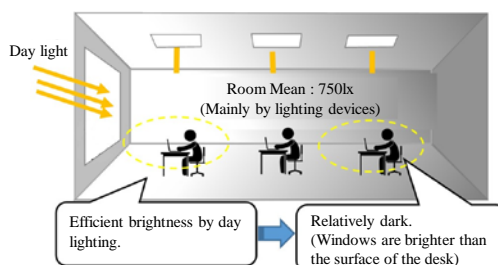 Day light
Room Mean : 750lx
(Mainly by lighting devices)
Efficient brightness by day
lighting.
Relatively dark.
(Windows are brighter than
the surface of the desk)